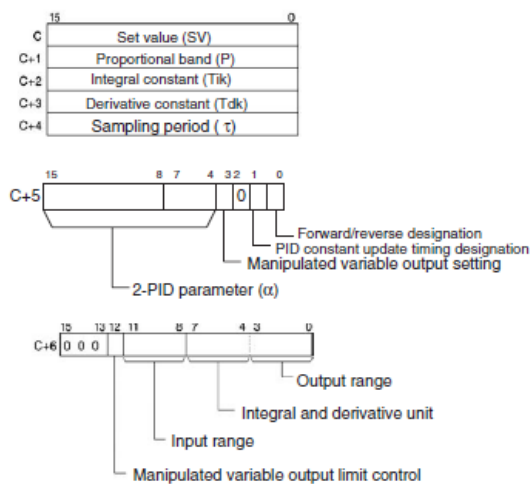 15 0
C Set value (SV)
C+1 Proportional band (P)
C+2 Integral constant (Tik)
C+3 Derivative constant (Tdk)
C+4 Sampling period ( τ)
15 8 7 4 3 2 1 0
C+5 0
Forward/reverse designation
PID constant update timing designation
Manipulated variable output setting
2-PID parameter (α)
15 13 12 11 8 7 4 3 0
C+6 0 0 0
Output range
Integral and derivative unit
Input range
Manipulated variable output limit control